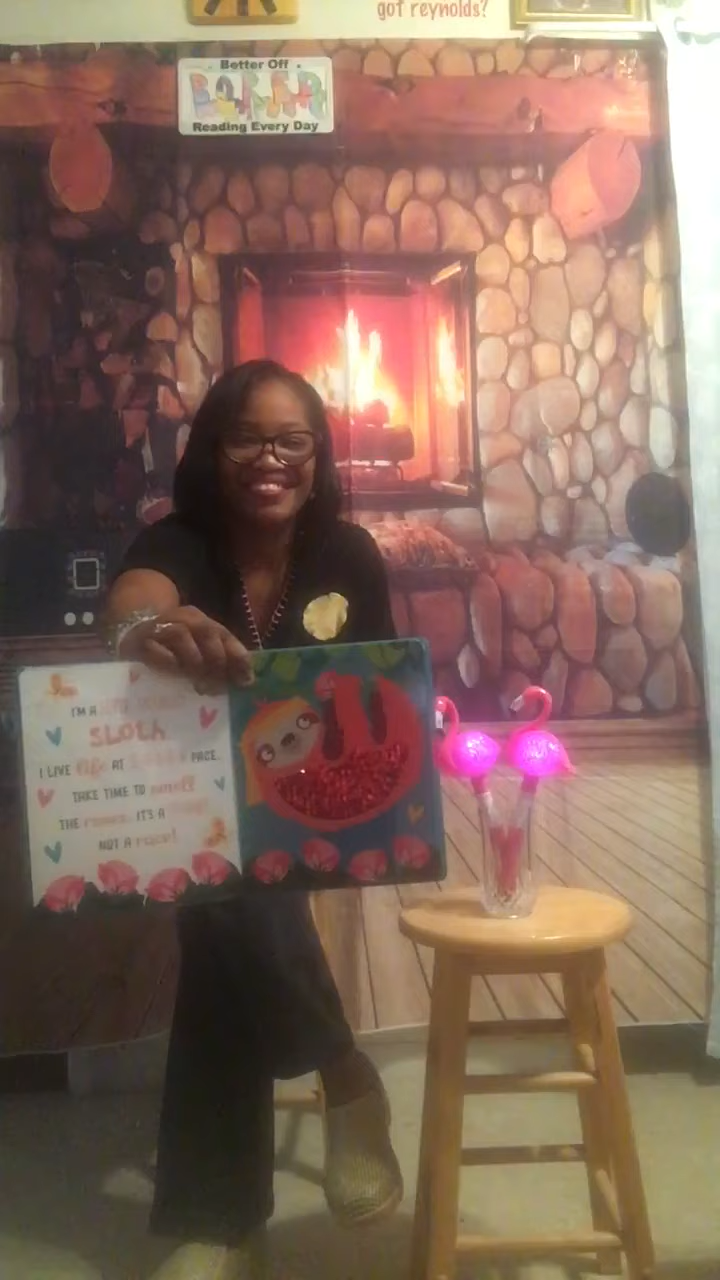 got reynolds?
Better Off
Reading Every Day
I'M A
SLOTH
I LIVE life AT PACE.
TAKE TIME TO smell
THE roses. IT'S A
NOT A race!